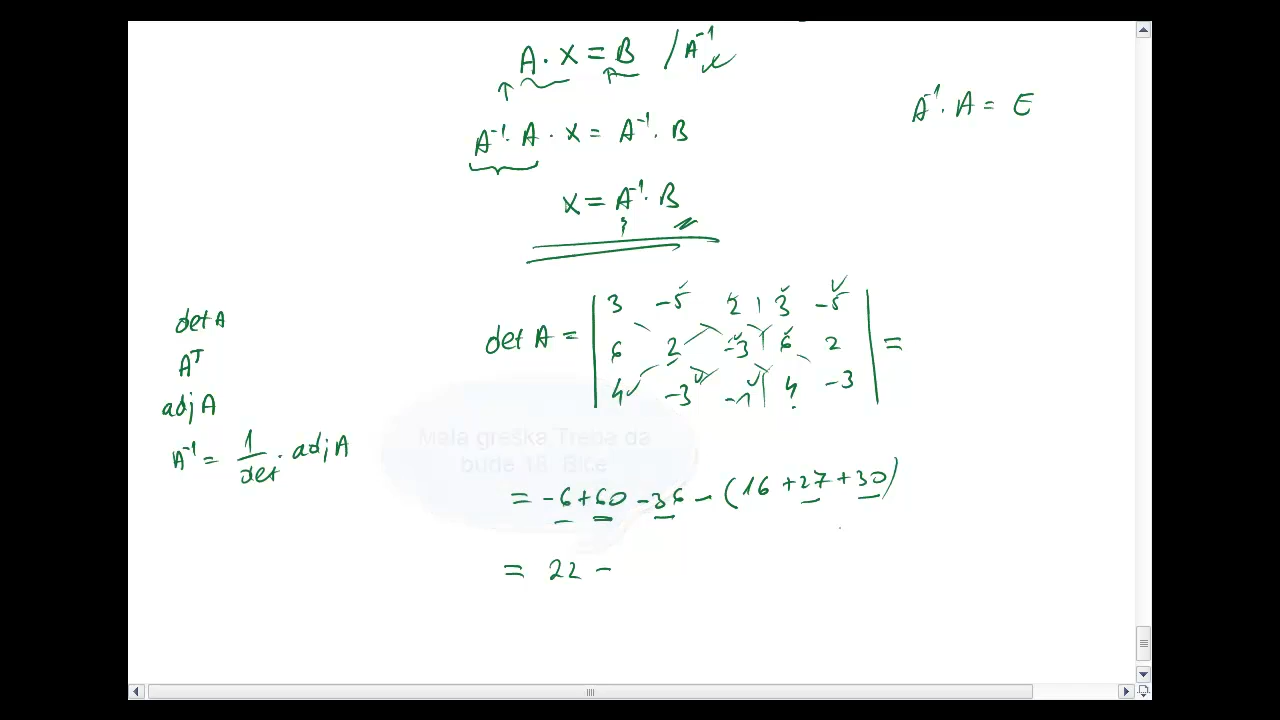 A · x = B / A⁻¹
A⁻¹ · A = E
A⁻¹ · A · x = A⁻¹ · B
x = A⁻¹ · B
det A
Aᵀ
adj A
A⁻¹ = 1/det · adj A
det A = | 3 -5 2 | 3 -5 |
6 2 -3 | 6 2 =
4 -3 -1 | 4 -3
Mala greška Treba da
bude 18. Bice
= -6 + 60 - 36 - (16 + 27 + 30)
= 22 -